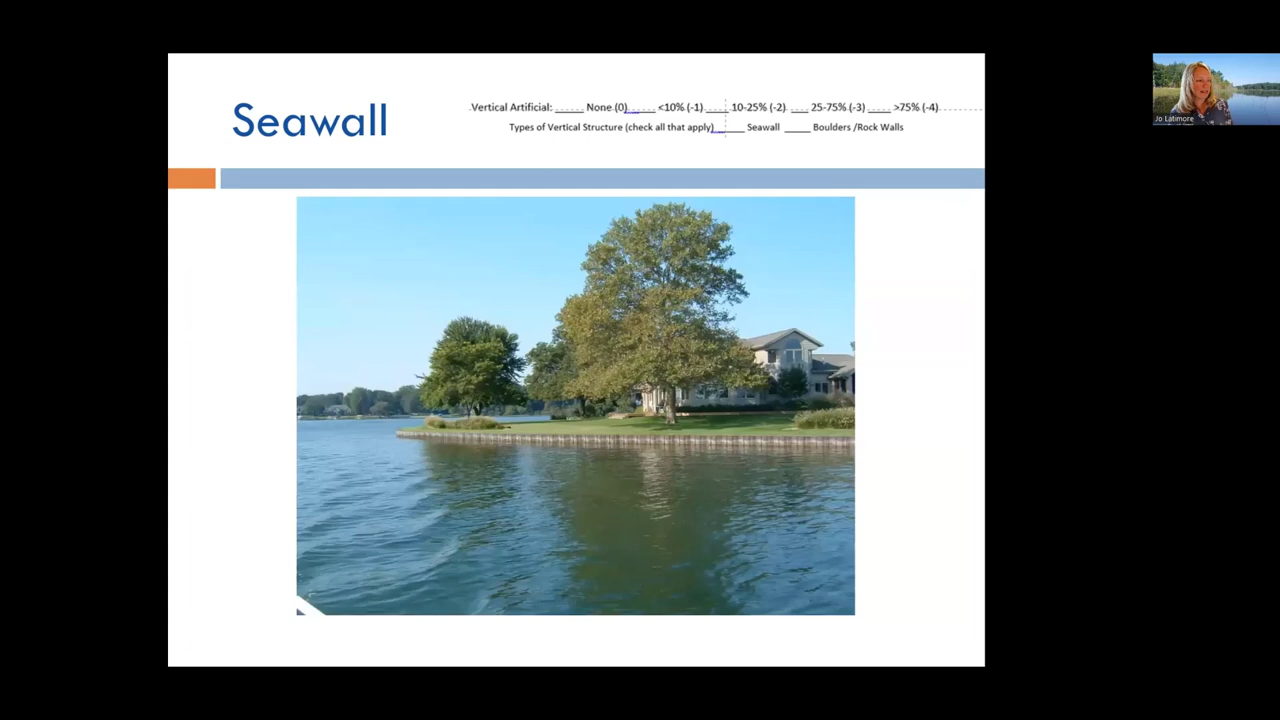 Seawall
Vertical Artificial: _____ None (0) _____ <10% (-1) _____ 10-25% (-2) ____ 25-75% (-3) _____ >75% (-4)
Types of Vertical Structure (check all that apply) _____ Seawall _____ Boulders /Rock Walls
Jo Latimore